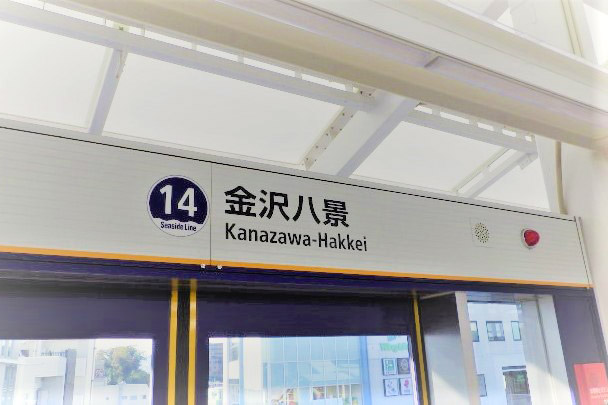 14
Seaside Line
金沢八景
Kanazawa-Hakkei